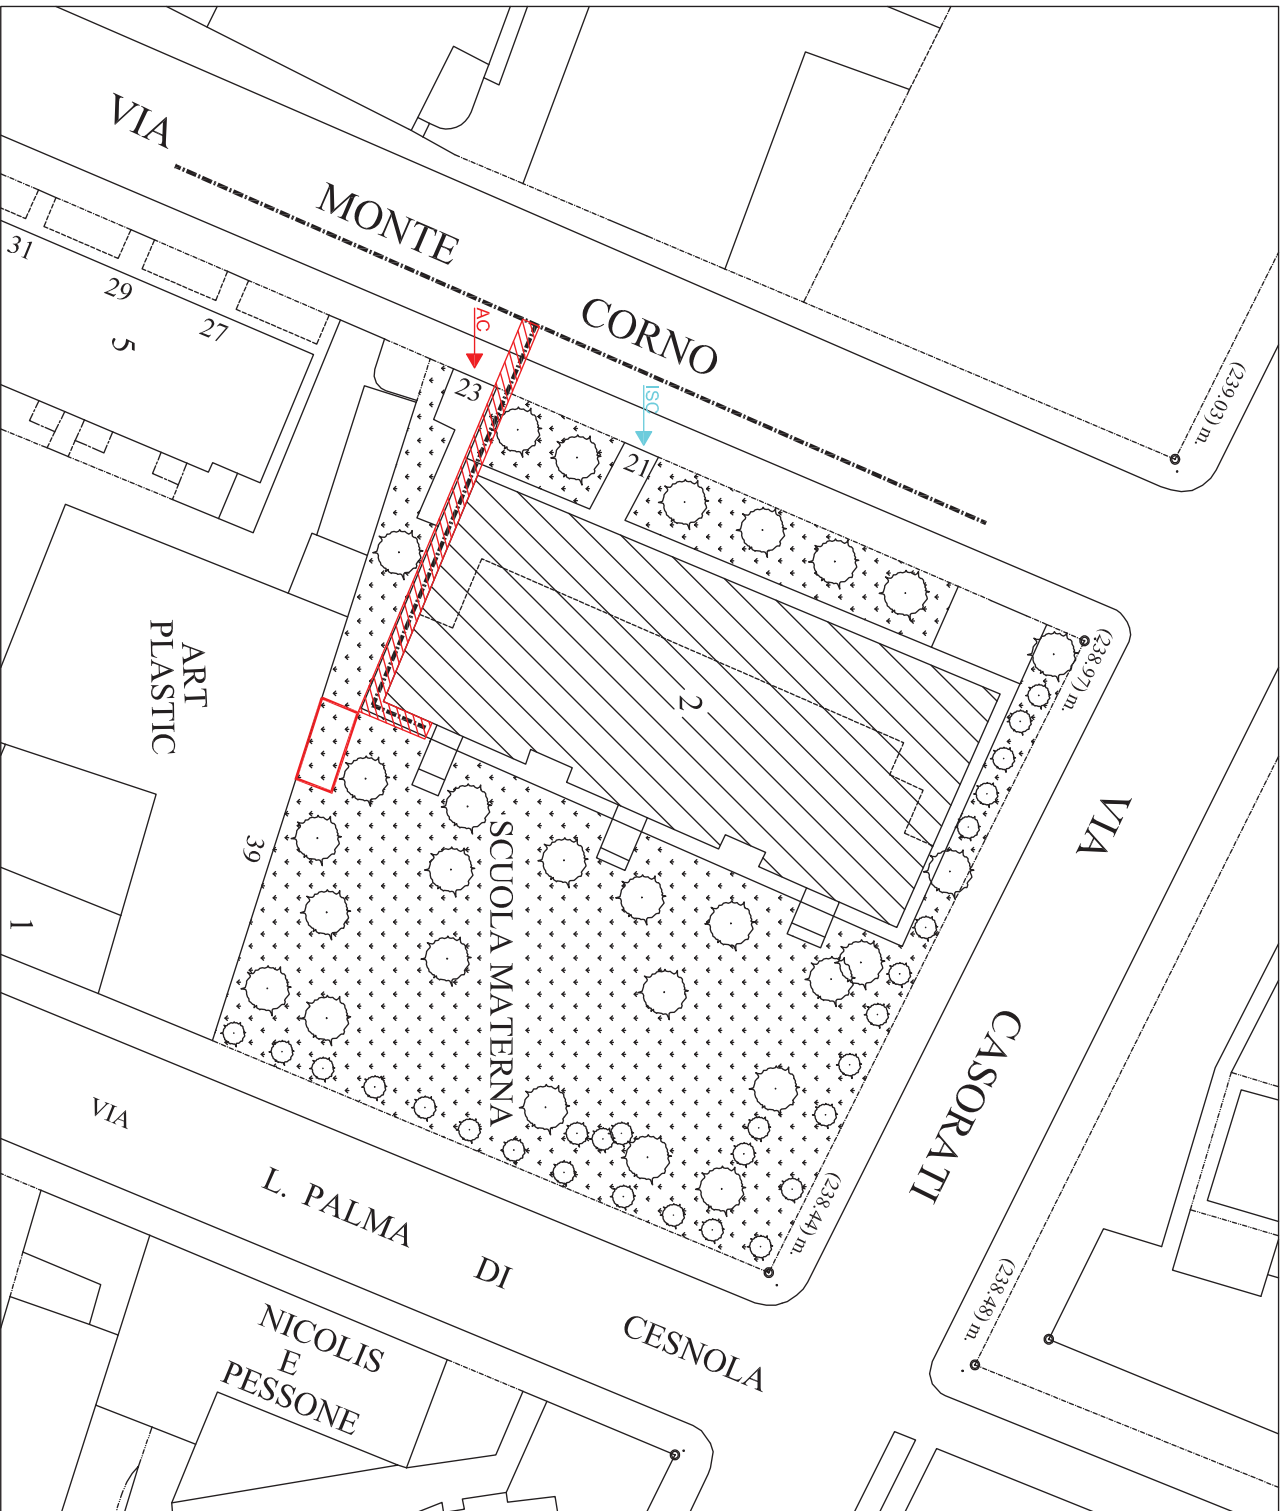 VIA
MONTE
CORNO
(239.03) m.
31
29
27
5
AC
23
ISO
21
(238.97) m.
2
ART
PLASTIC
VIA
CASORATI
39
SCUOLA MATERNA
1
VIA
L. PALMA
DI
CESNOLA
(238.44) m.
(238.48) m.
NICOLIS
E
PESSONE